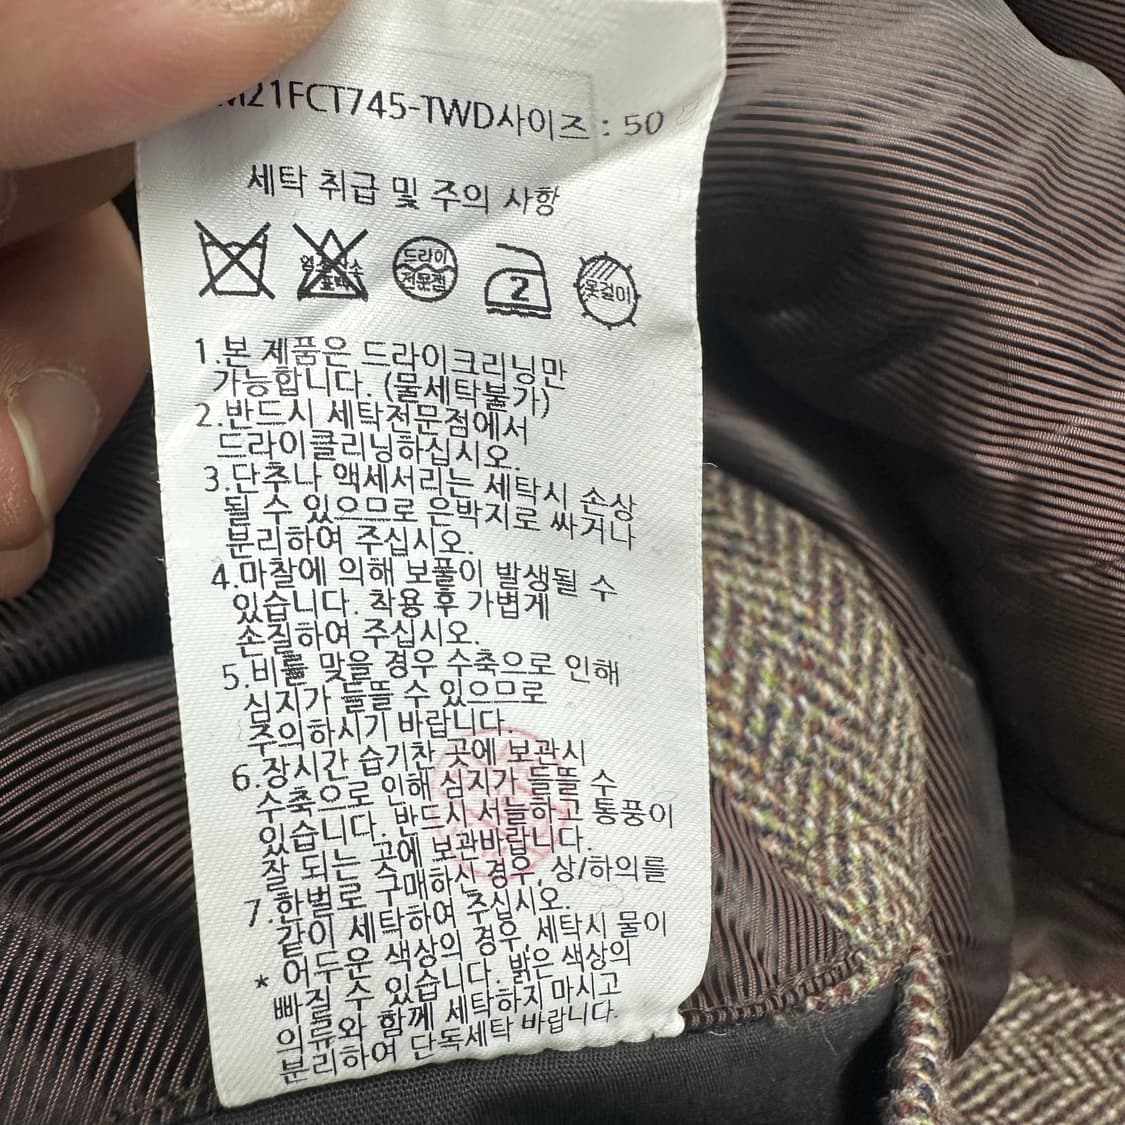 M21FCT745-TWD사이즈 : 50
세탁 취급 및 주의 사항
드라이
전문점
2
옷걸이
1.본 제품은 드라이크리닝만
가능합니다. (물세탁불가)
2.반드시 세탁전문점에서
드라이클리닝하십시오.
3.단추나 액세서리는 세탁시 손상
될 수 있으므로 은박지로 싸거나
분리하여 주십시오.
4.마찰에 의해 보풀이 발생될 수
있습니다. 착용 후 가볍게
손질하여 주십시오.
5.비를 맞을 경우 수축으로 인해
심지가 들뜰 수 있으므로
주의하시기 바랍니다.
6.장시간 습기찬 곳에 보관시
수축으로 인해 심지가 들뜰 수
있습니다. 반드시 서늘하고 통풍이
잘 되는 곳에 보관바랍니다.
7.한벌로 구매하신 경우, 상/하의를
같이 세탁하여 주십시오.
* 어두운 색상의 경우, 세탁시 물이
빠질 수 있습니다. 밝은 색상의
의류와 함께 세탁하지 마시고
분리하여 단독세탁 바랍니다.